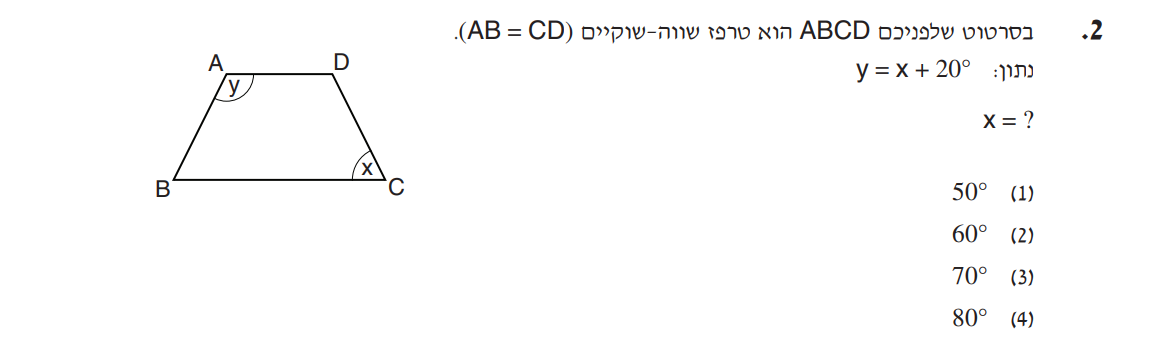 2. בסרטוט שלפניכם ABCD הוא טרפז שווה-שוקיים (AB = CD).
נתון: y = x + 20°
x = ?
(1) 50°
(2) 60°
(3) 70°
(4) 80°
A D
y
x
B C